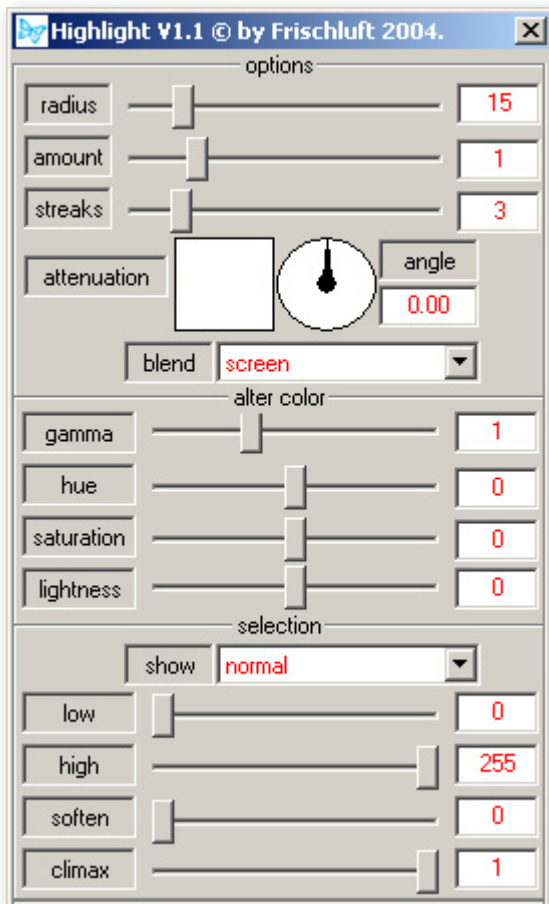 Highlight V1.1 © by Frischluft 2004.
options
radius 15
amount 1
streaks 3
attenuation angle
0.00
blend screen
alter color
gamma 1
hue 0
saturation 0
lightness 0
selection
show normal
low 0
high 255
soften 0
climax 1